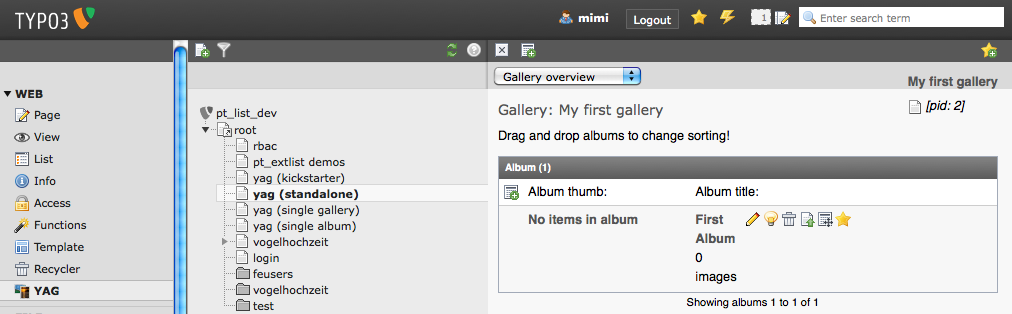 TYPO3
mimi
Logout
1
Enter search term
WEB
Page
View
List
Info
Access
Functions
Template
Recycler
YAG
pt_list_dev
root
rbac
pt_extlist demos
yag (kickstarter)
yag (standalone)
yag (single gallery)
yag (single album)
vogelhochzeit
login
feusers
vogelhochzeit
test
Gallery overview
My first gallery
[pid: 2]
Gallery: My first gallery
Drag and drop albums to change sorting!
Album (1)
Album thumb: Album title:
No items in album
First
Album
0
images
Showing albums 1 to 1 of 1